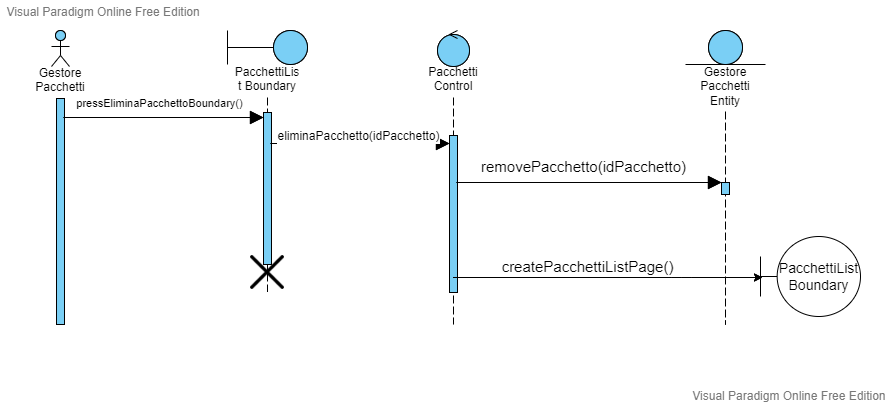 Visual Paradigm Online Free Edition
Gestore
Pacchetti
PacchettiLis
t Boundary
Pacchetti
Control
Gestore
Pacchetti
Entity
pressEliminaPacchettoBoundary()
eliminaPacchetto(idPacchetto)
removePacchetto(idPacchetto)
createPacchettiListPage()
PacchettiList
Boundary
Visual Paradigm Online Free Edition